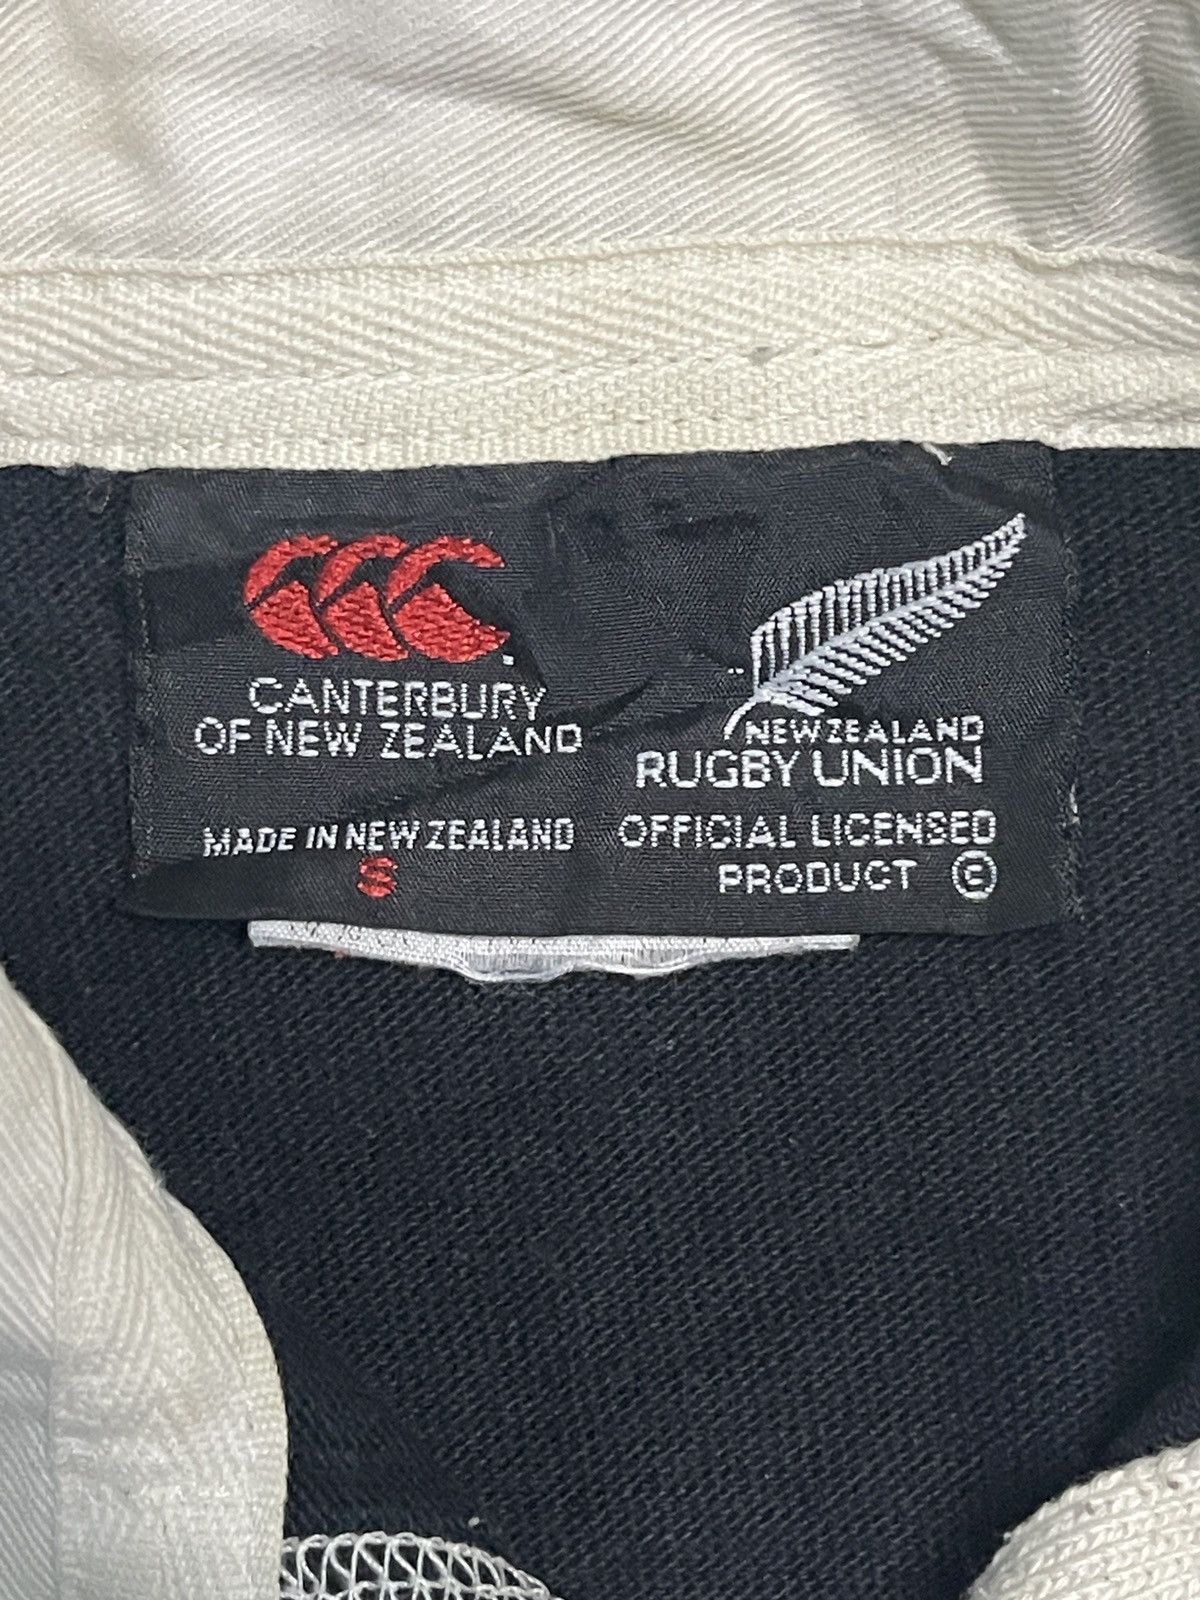 CANTERBURY
OF NEW ZEALAND
MADE IN NEW ZEALAND
S
NEW ZEALAND
RUGBY UNION
OFFICIAL LICENSED
PRODUCT ©